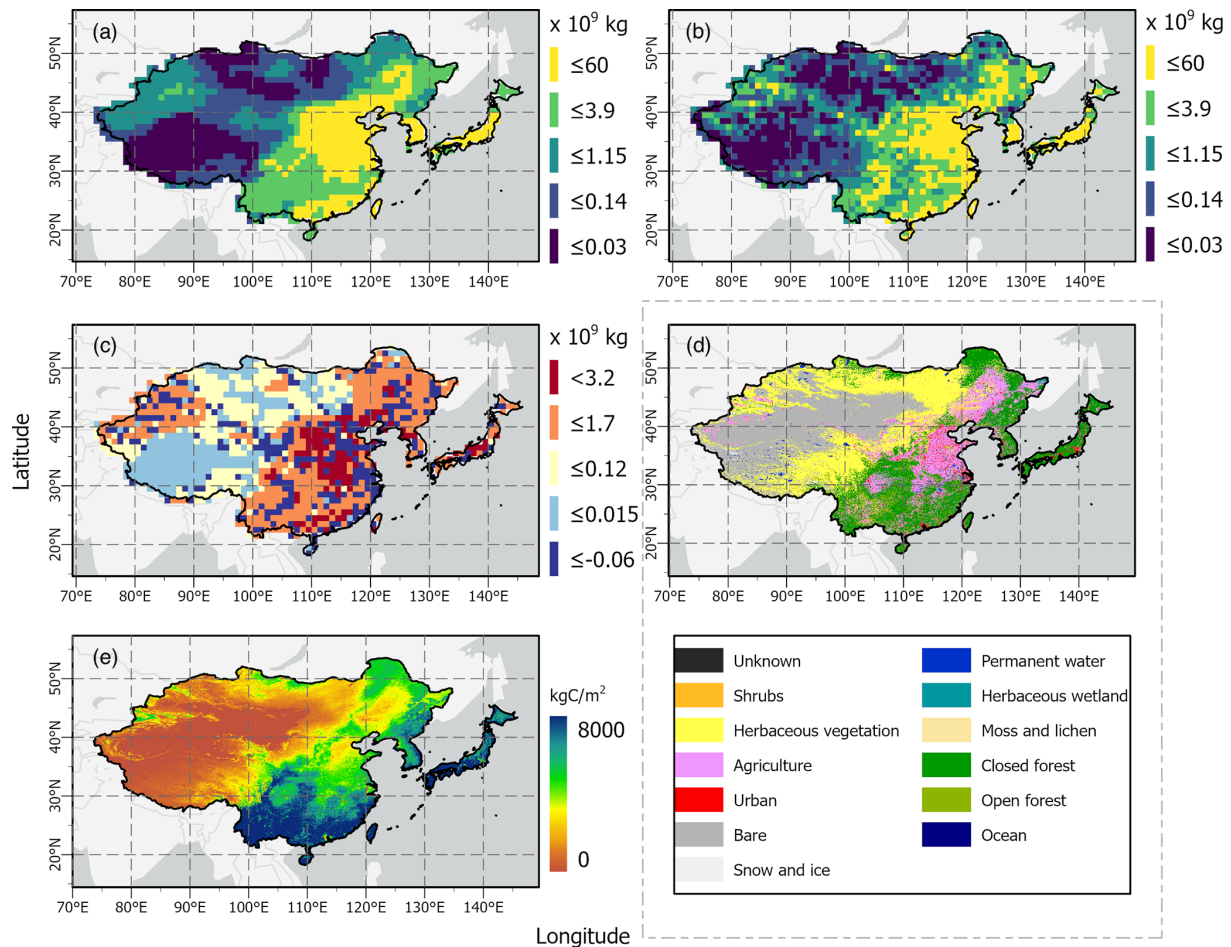 (a)
x 10⁹ kg
≤60
≤3.9
≤1.15
≤0.14
≤0.03
50°N
40°N
30°N
20°N
70°E 80°E 90°E 100°E 110°E 120°E 130°E 140°E
(b)
x 10⁹ kg
≤60
≤3.9
≤1.15
≤0.14
≤0.03
50°N
40°N
30°N
20°N
70°E 80°E 90°E 100°E 110°E 120°E 130°E 140°E
Latitude
(c)
x 10⁹ kg
<3.2
≤1.7
≤0.12
≤0.015
≤-0.06
50°N
40°N
30°N
20°N
70°E 80°E 90°E 100°E 110°E 120°E 130°E 140°E
(d)
50°N
40°N
30°N
20°N
70°E 80°E 90°E 100°E 110°E 120°E 130°E 140°E
(e)
kgC/m²
8000
0
50°N
40°N
30°N
20°N
70°E 80°E 90°E 100°E 110°E 120°E 130°E 140°E
Unknown
Shrubs
Herbaceous vegetation
Agriculture
Urban
Bare
Snow and ice
Permanent water
Herbaceous wetland
Moss and lichen
Closed forest
Open forest
Ocean
Longitude